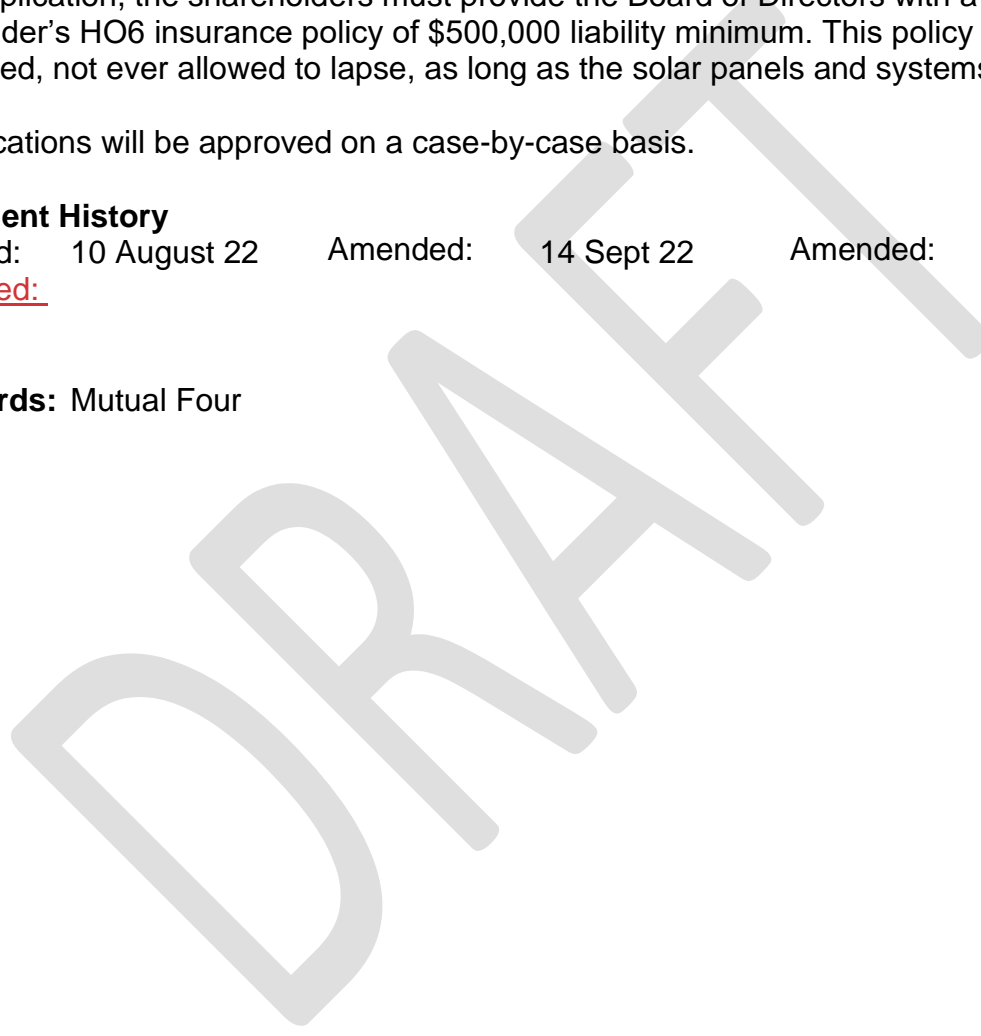 plication, the shareholders must provide the Board of Directors with a
der's HO6 insurance policy of $500,000 liability minimum. This policy
ed, not ever allowed to lapse, as long as the solar panels and systems
cations will be approved on a case-by-case basis.
ent History
d: 10 August 22 Amended: 14 Sept 22 Amended:
ed:
rds: Mutual Four
DRAFT